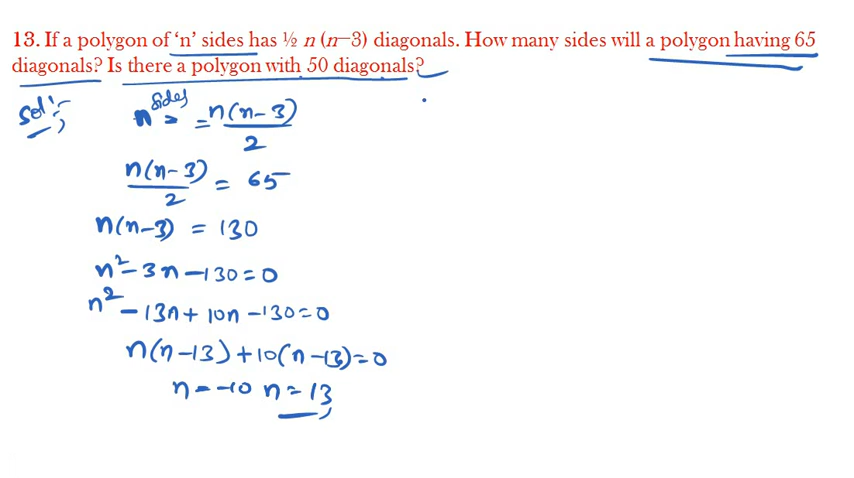 13. If a polygon of ‘n’ sides has ½ n (n−3) diagonals. How many sides will a polygon having 65
diagonals? Is there a polygon with 50 diagonals?
Sol:-
n sides = = n(n-3)/2
n(n-3)/2 = 65
n(n-3) = 130
n²-3n-130=0
n²-13n+10n-130=0
n(n-13)+10(n-13)=0
n=-10 n=13